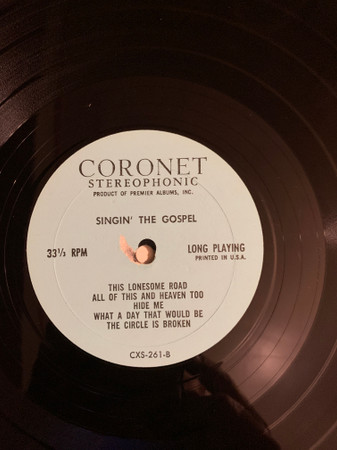 CORONET
STEREOPHONIC
PRODUCT OF PREMIER ALBUMS, INC.
SINGIN' THE GOSPEL
33⅓ RPM
LONG PLAYING
PRINTED IN U.S.A.
THIS LONESOME ROAD
ALL OF THIS AND HEAVEN TOO
HIDE ME
WHAT A DAY THAT WOULD BE
THE CIRCLE IS BROKEN
CXS-261-B